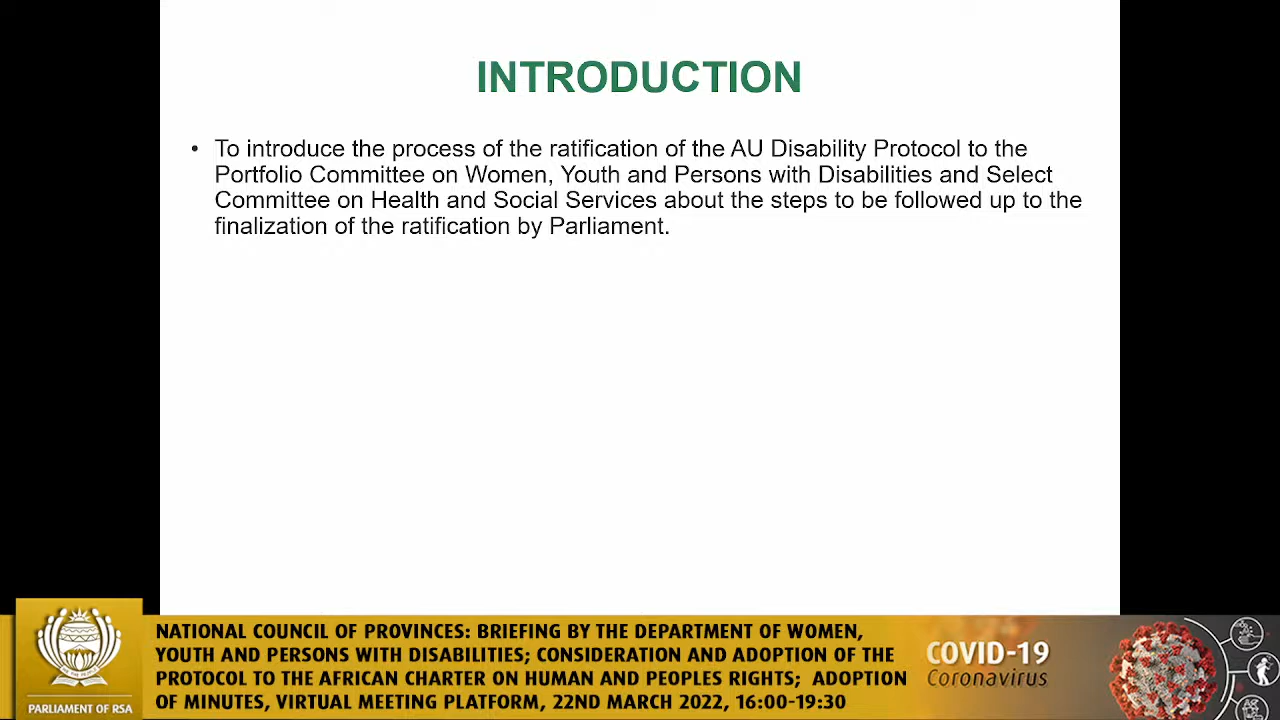 INTRODUCTION
• To introduce the process of the ratification of the AU Disability Protocol to the
Portfolio Committee on Women, Youth and Persons with Disabilities and Select
Committee on Health and Social Services about the steps to be followed up to the
finalization of the ratification by Parliament.
NATIONAL COUNCIL OF PROVINCES: BRIEFING BY THE DEPARTMENT OF WOMEN,
YOUTH AND PERSONS WITH DISABILITIES; CONSIDERATION AND ADOPTION OF THE
PROTOCOL TO THE AFRICAN CHARTER ON HUMAN AND PEOPLES RIGHTS; ADOPTION
OF MINUTES, VIRTUAL MEETING PLATFORM, 22ND MARCH 2022, 16:00-19:30
PARLIAMENT OF RSA
COVID-19
Coronavirus